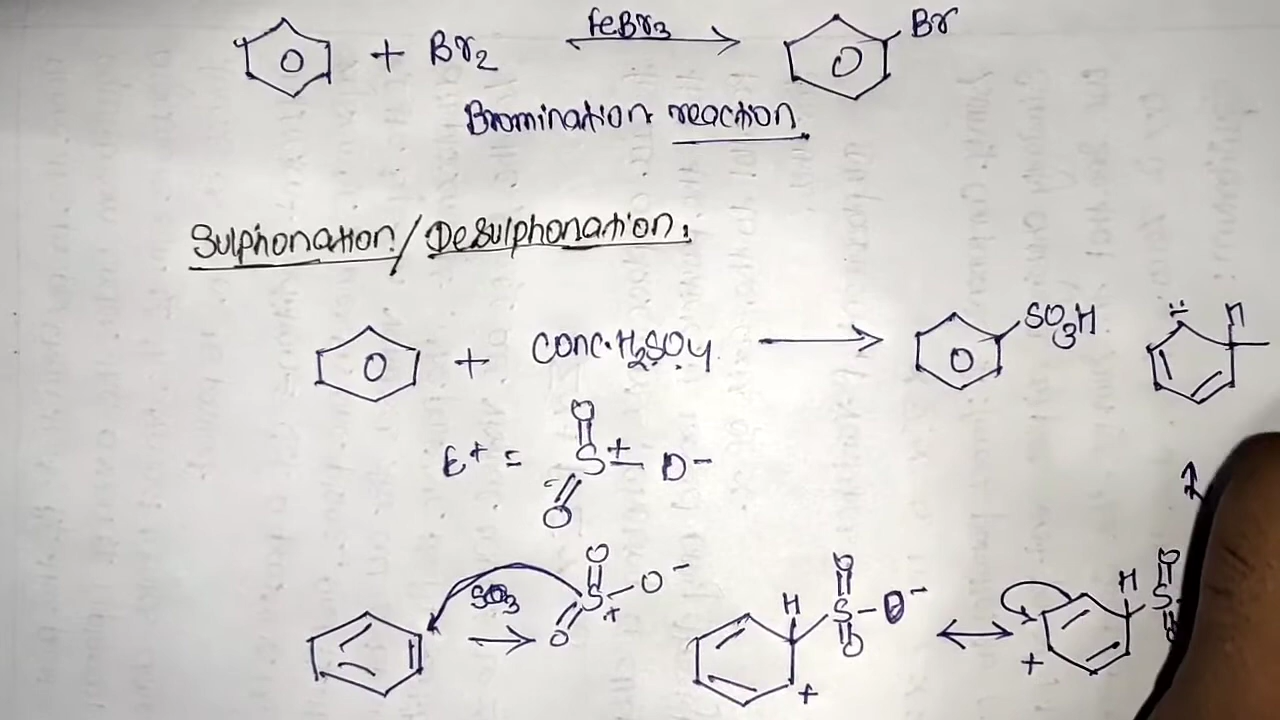 + Br2 FeBr3 Br
Bromination reaction.
Sulphonation/Desulphonation.
+ conc. H2SO4 SO3H H
O
E+ = S+ O-
O
O O O
SO3 S+ O- H S O- H S
O + O +